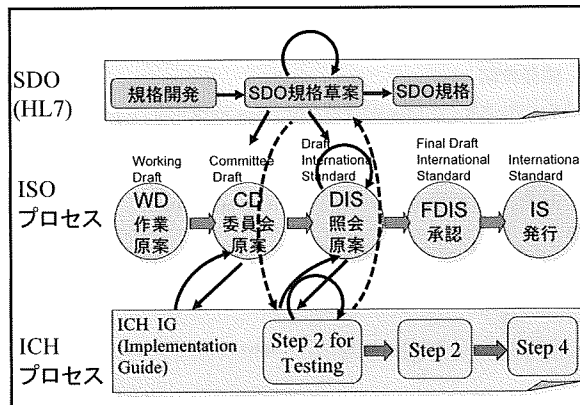 SDO
(HL7)
規格開発
SDO規格草案
SDO規格
ISO
プロセス
Working
Draft
WD
作業
原案
Committee
Draft
CD
委員会
原案
Draft
International
Standard
DIS
照会
原案
Final Draft
International
Standard
FDIS
承認
International
Standard
IS
発行
ICH
プロセス
ICH IG
(Implementation
Guide)
Step 2 for
Testing
Step 2
Step 4